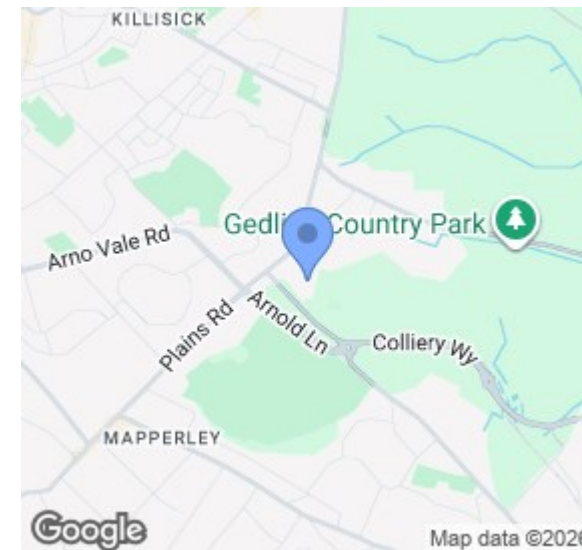 KILLISICK
Gedli Country Park
Arno Vale Rd
Plains Rd
Arnold Ln
Colliery Wy
MAPPERLEY
Google
Map data ©202